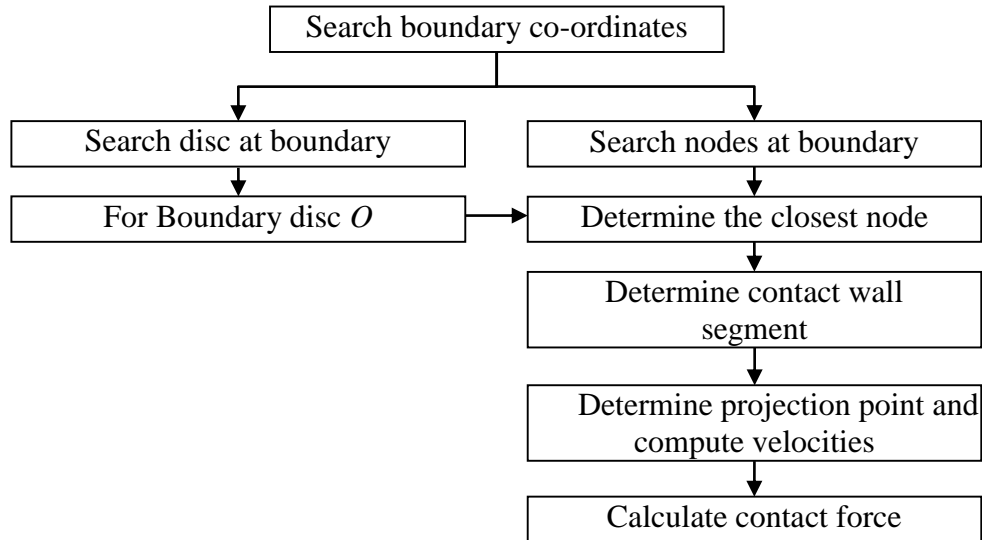 Search boundary co-ordinates
Search disc at boundary
Search nodes at boundary
For Boundary disc O
Determine the closest node
Determine contact wall
segment
Determine projection point and
compute velocities
Calculate contact force